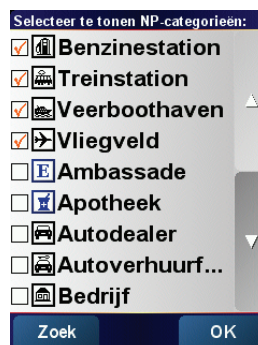 Selecteer te tonen NP-categorieën:
Benzinestation
Treinstation
Veerboothaven
Vliegveld
E Ambassade
Apotheek
Autodealer
Autoverhuurf...
Bedrijf
Zoek OK